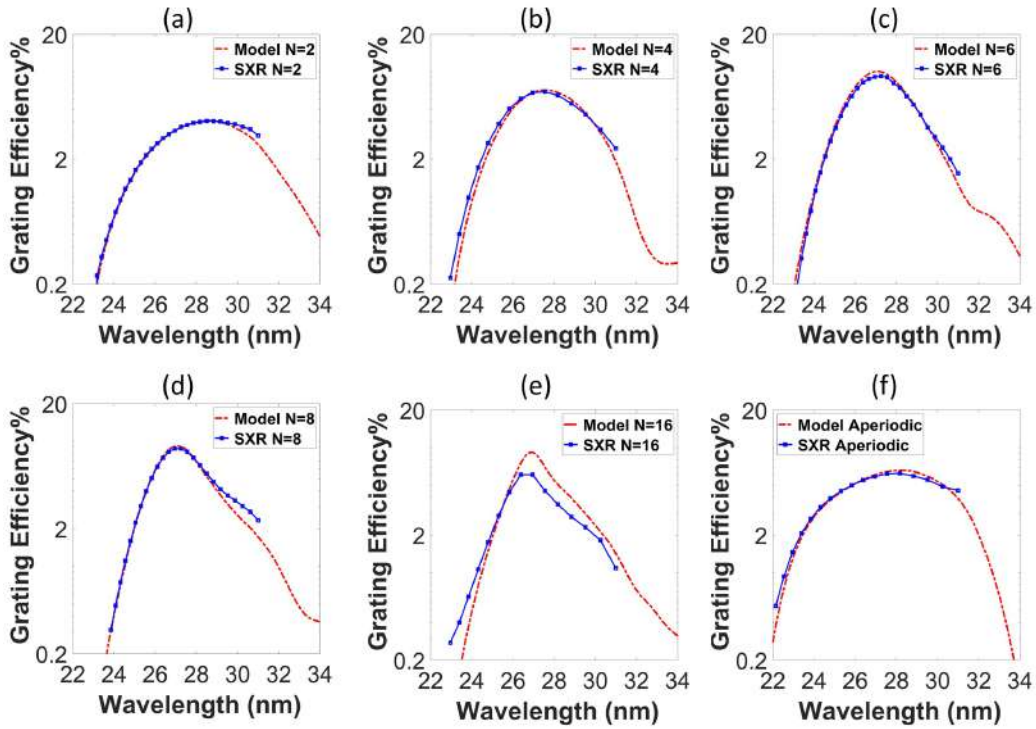 (a)
20
Model N=2
SXR N=2
2
0.2
22 24 26 28 30 32 34
Grating Efficiency%
Wavelength (nm)
(b)
20
Model N=4
SXR N=4
2
0.2
22 24 26 28 30 32 34
Grating Efficiency%
Wavelength (nm)
(c)
20
Model N=6
SXR N=6
2
0.2
22 24 26 28 30 32 34
Grating Efficiency%
Wavelength (nm)
(d)
20
Model N=8
SXR N=8
2
0.2
22 24 26 28 30 32 34
Grating Efficiency%
Wavelength (nm)
(e)
20
Model N=16
SXR N=16
2
0.2
22 24 26 28 30 32 34
Grating Efficiency%
Wavelength (nm)
(f)
20
Model Aperiodic
SXR Aperiodic
2
0.2
22 24 26 28 30 32 34
Grating Efficiency%
Wavelength (nm)